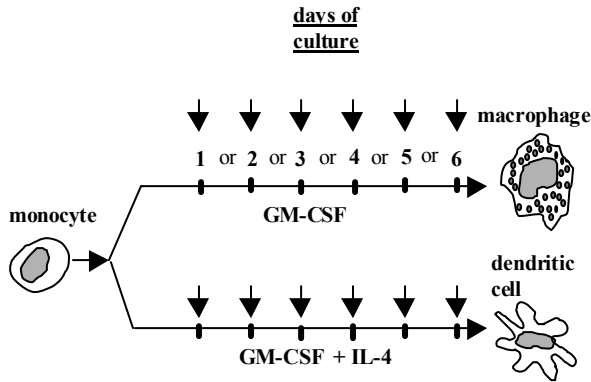 days of
culture
macrophage
1 or 2 or 3 or 4 or 5 or 6
GM-CSF
monocyte
dendritic
cell
GM-CSF + IL-4